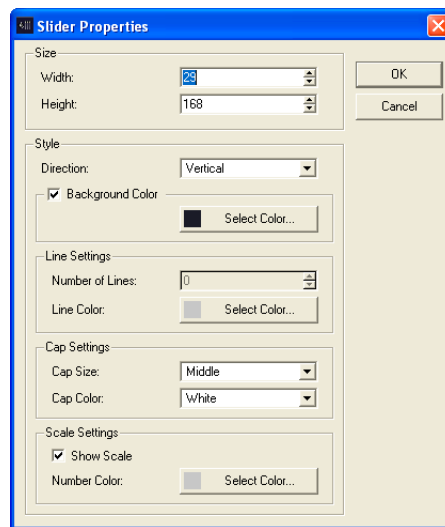 Slider Properties
Size
Width: 29
OK
Height: 168
Cancel
Style
Direction: Vertical
Background Color
Select Color...
Line Settings
Number of Lines: 0
Line Color: Select Color...
Cap Settings
Cap Size: Middle
Cap Color: White
Scale Settings
Show Scale
Number Color: Select Color...